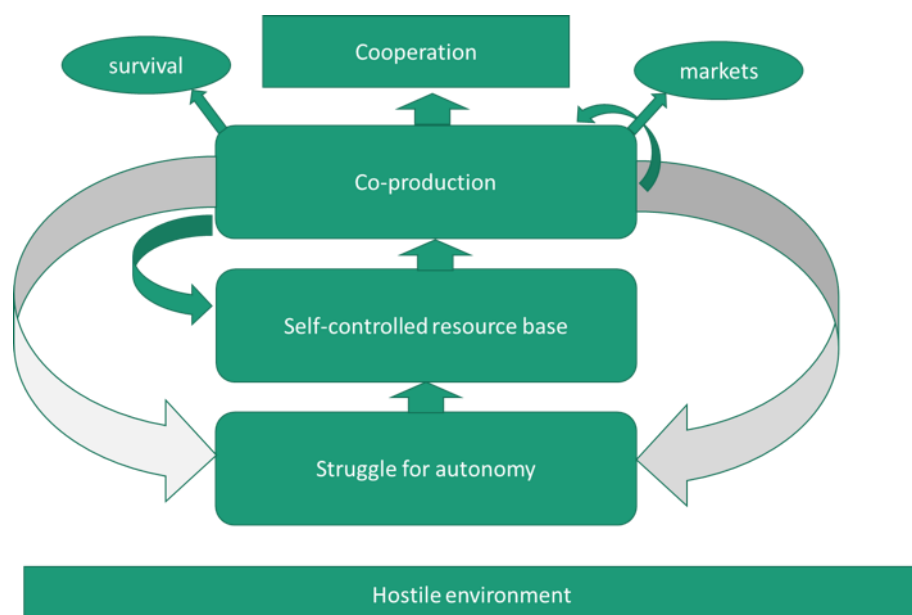 Cooperation
survival
markets
Co-production
Self-controlled resource base
Struggle for autonomy
Hostile environment